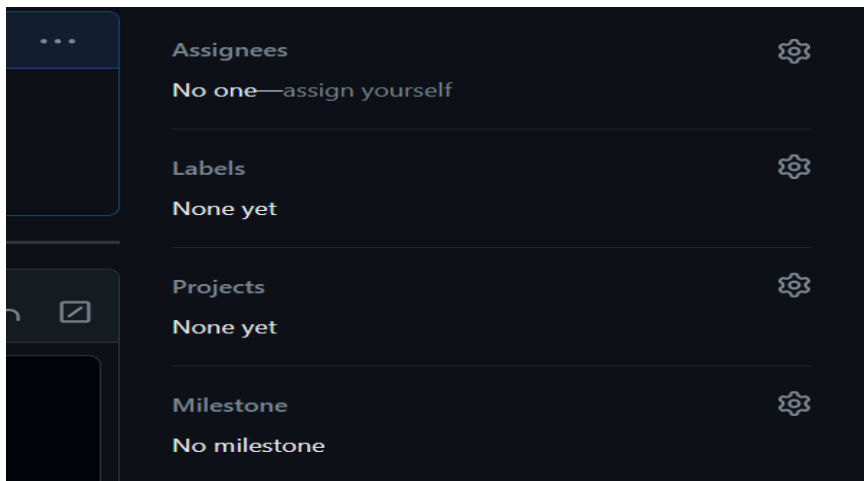 Assignees
No one—assign yourself
Labels
None yet
Projects
None yet
Milestone
No milestone